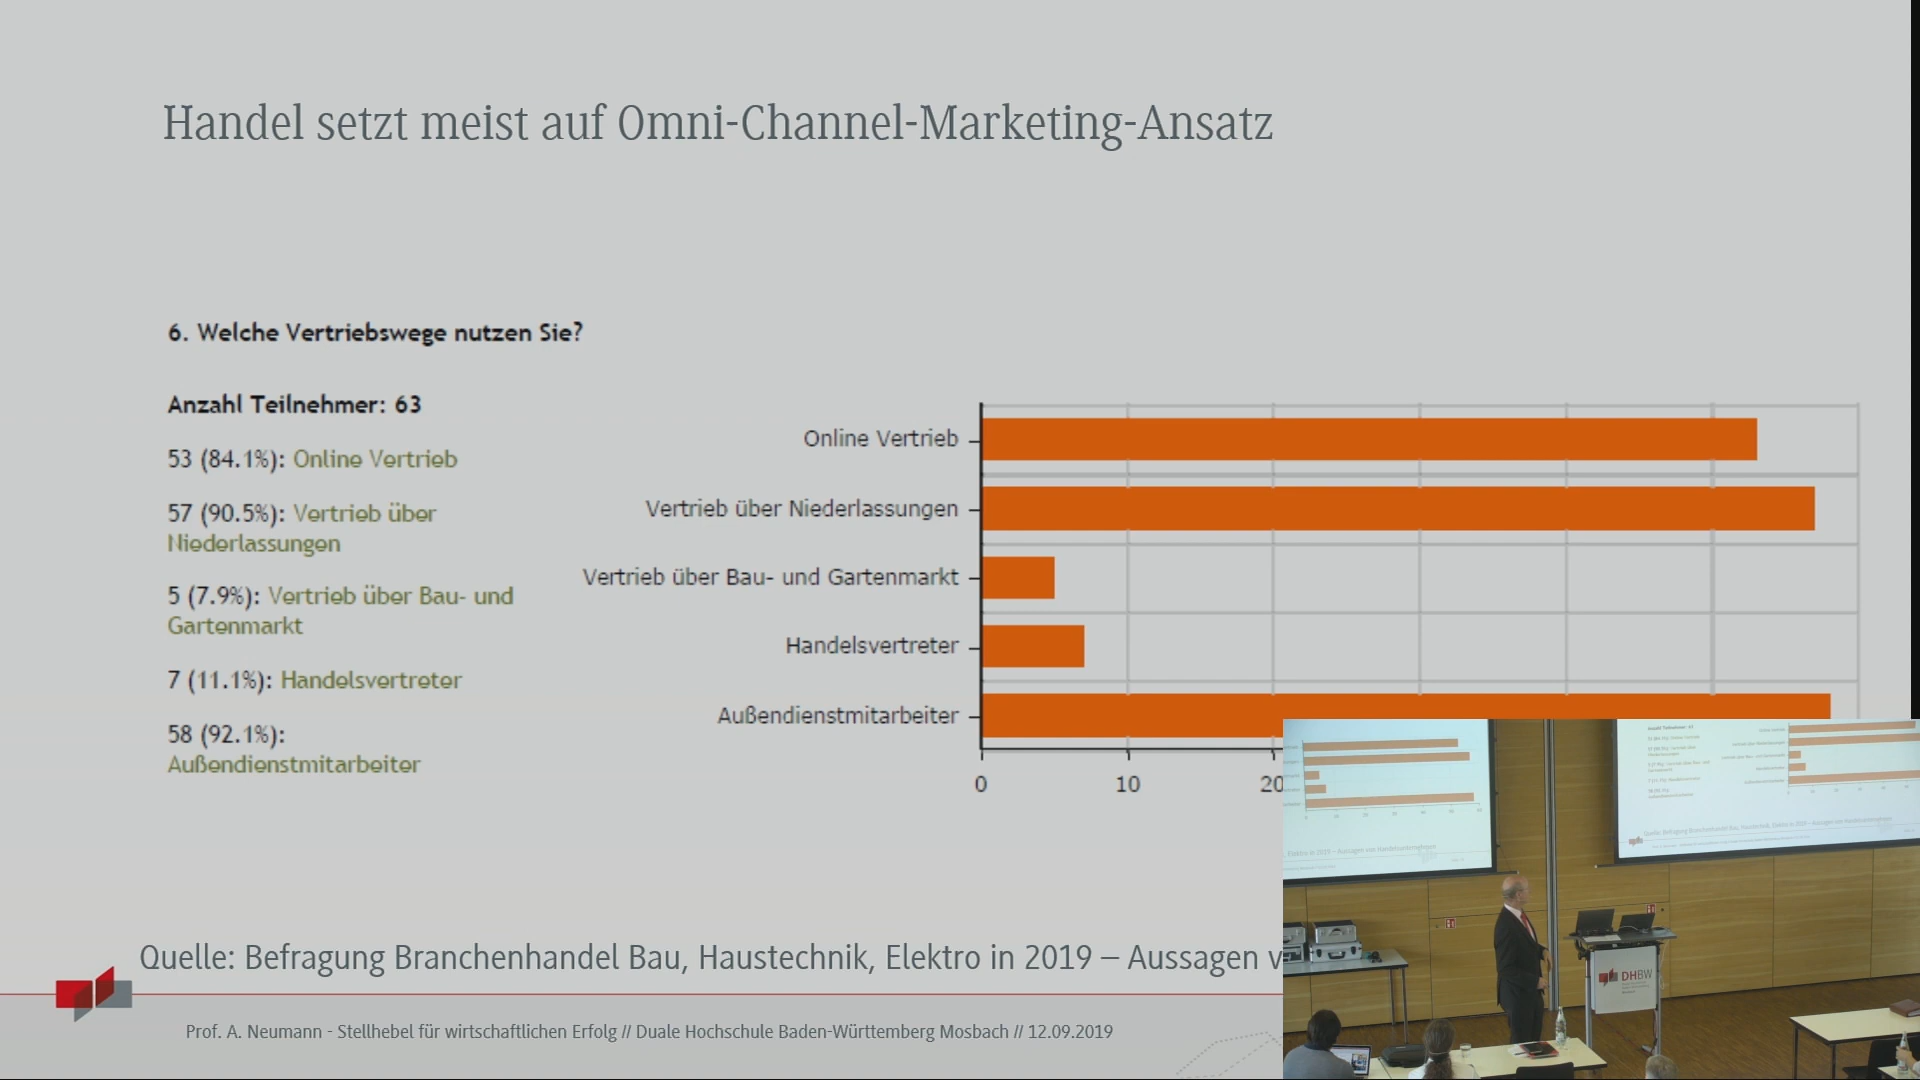 Handel setzt meist auf Omni-Channel-Marketing-Ansatz
6. Welche Vertriebswege nutzen Sie?
Anzahl Teilnehmer: 63
53 (84.1%): Online Vertrieb
57 (90.5%): Vertrieb über
Niederlassungen
5 (7.9%): Vertrieb über Bau- und
Gartenmarkt
7 (11.1%): Handelsvertreter
58 (92.1%):
Außendienstmitarbeiter
Online Vertrieb
Vertrieb über Niederlassungen
Vertrieb über Bau- und Gartenmarkt
Handelsvertreter
Außendienstmitarbeiter
0 10 20
Quelle: Befragung Branchenhandel Bau, Haustechnik, Elektro in 2019 – Aussagen v
Prof. A. Neumann - Stellhebel für wirtschaftlichen Erfolg // Duale Hochschule Baden-Württemberg Mosbach // 12.09.2019
DHBW